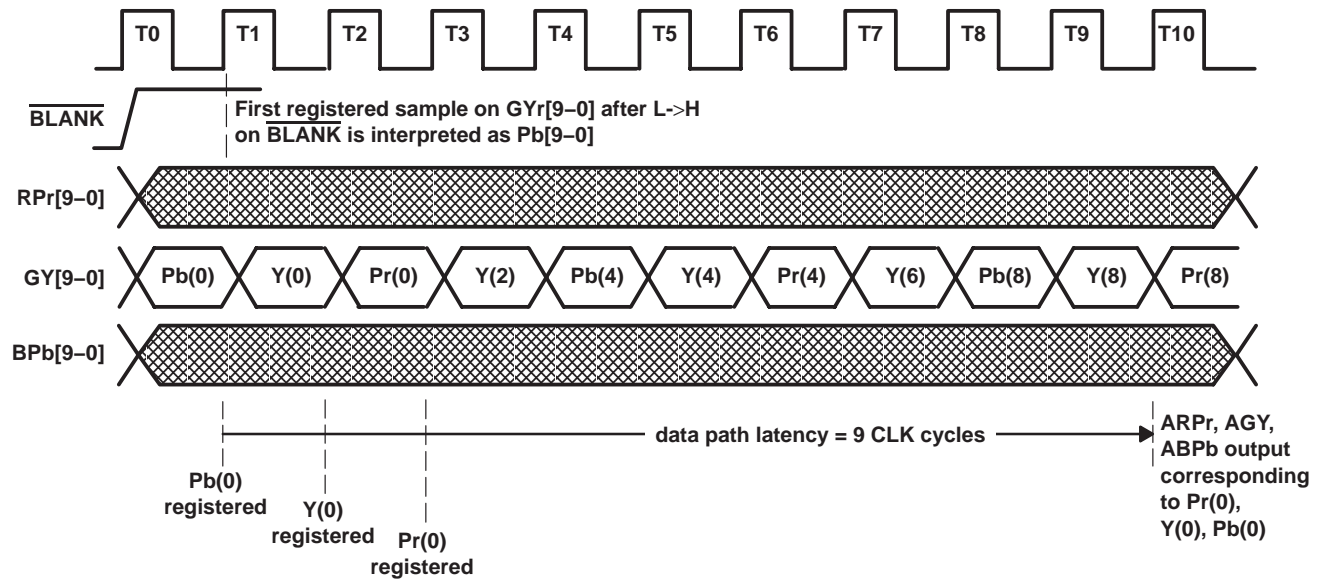 T0 T1 T2 T3 T4 T5 T6 T7 T8 T9 T10
BLANK
First registered sample on GYr[9–0] after L->H
on BLANK is interpreted as Pb[9–0]
RPr[9–0]
GY[9–0] Pb(0) Y(0) Pr(0) Y(2) Pb(4) Y(4) Pr(4) Y(6) Pb(8) Y(8) Pr(8)
BPb[9–0]
data path latency = 9 CLK cycles
ARPr, AGY,
ABPb output
corresponding
to Pr(0),
Y(0), Pb(0)
Pb(0)
registered
Y(0)
registered
Pr(0)
registered